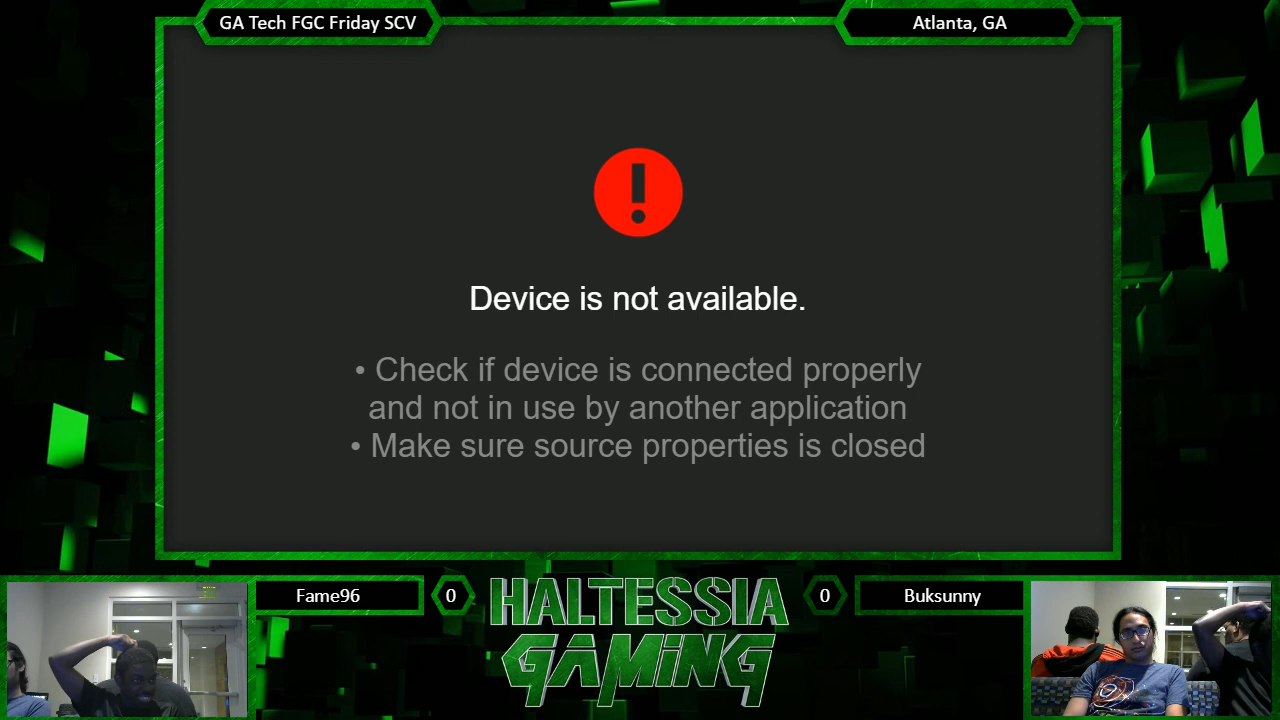 GA Tech FGC Friday SCV
Atlanta, GA
Device is not available.
• Check if device is connected properly
and not in use by another application
• Make sure source properties is closed
Fame96
0
HALTESSIA
GAMING
0
Buksunny